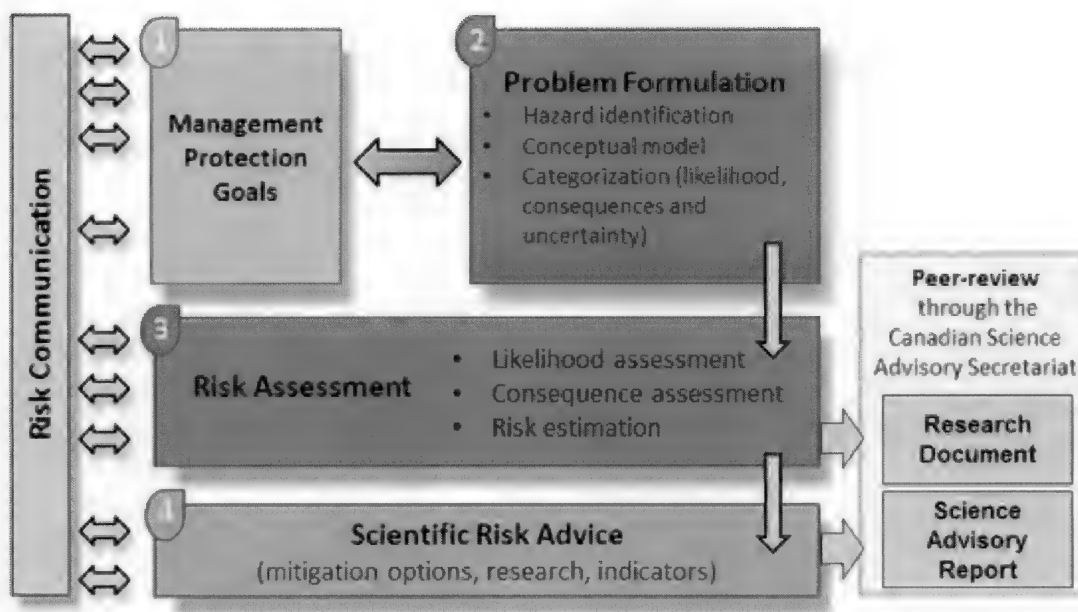 Risk Communication
1
Management
Protection
Goals
2
Problem Formulation
• Hazard identification
• Conceptual model
• Categorization (likelihood,
consequences and
uncertainty)
3
Risk Assessment
• Likelihood assessment
• Consequence assessment
• Risk estimation
4
Scientific Risk Advice
(mitigation options, research, indicators)
Peer-review
through the
Canadian Science
Advisory Secretariat
Research
Document
Science
Advisory
Report